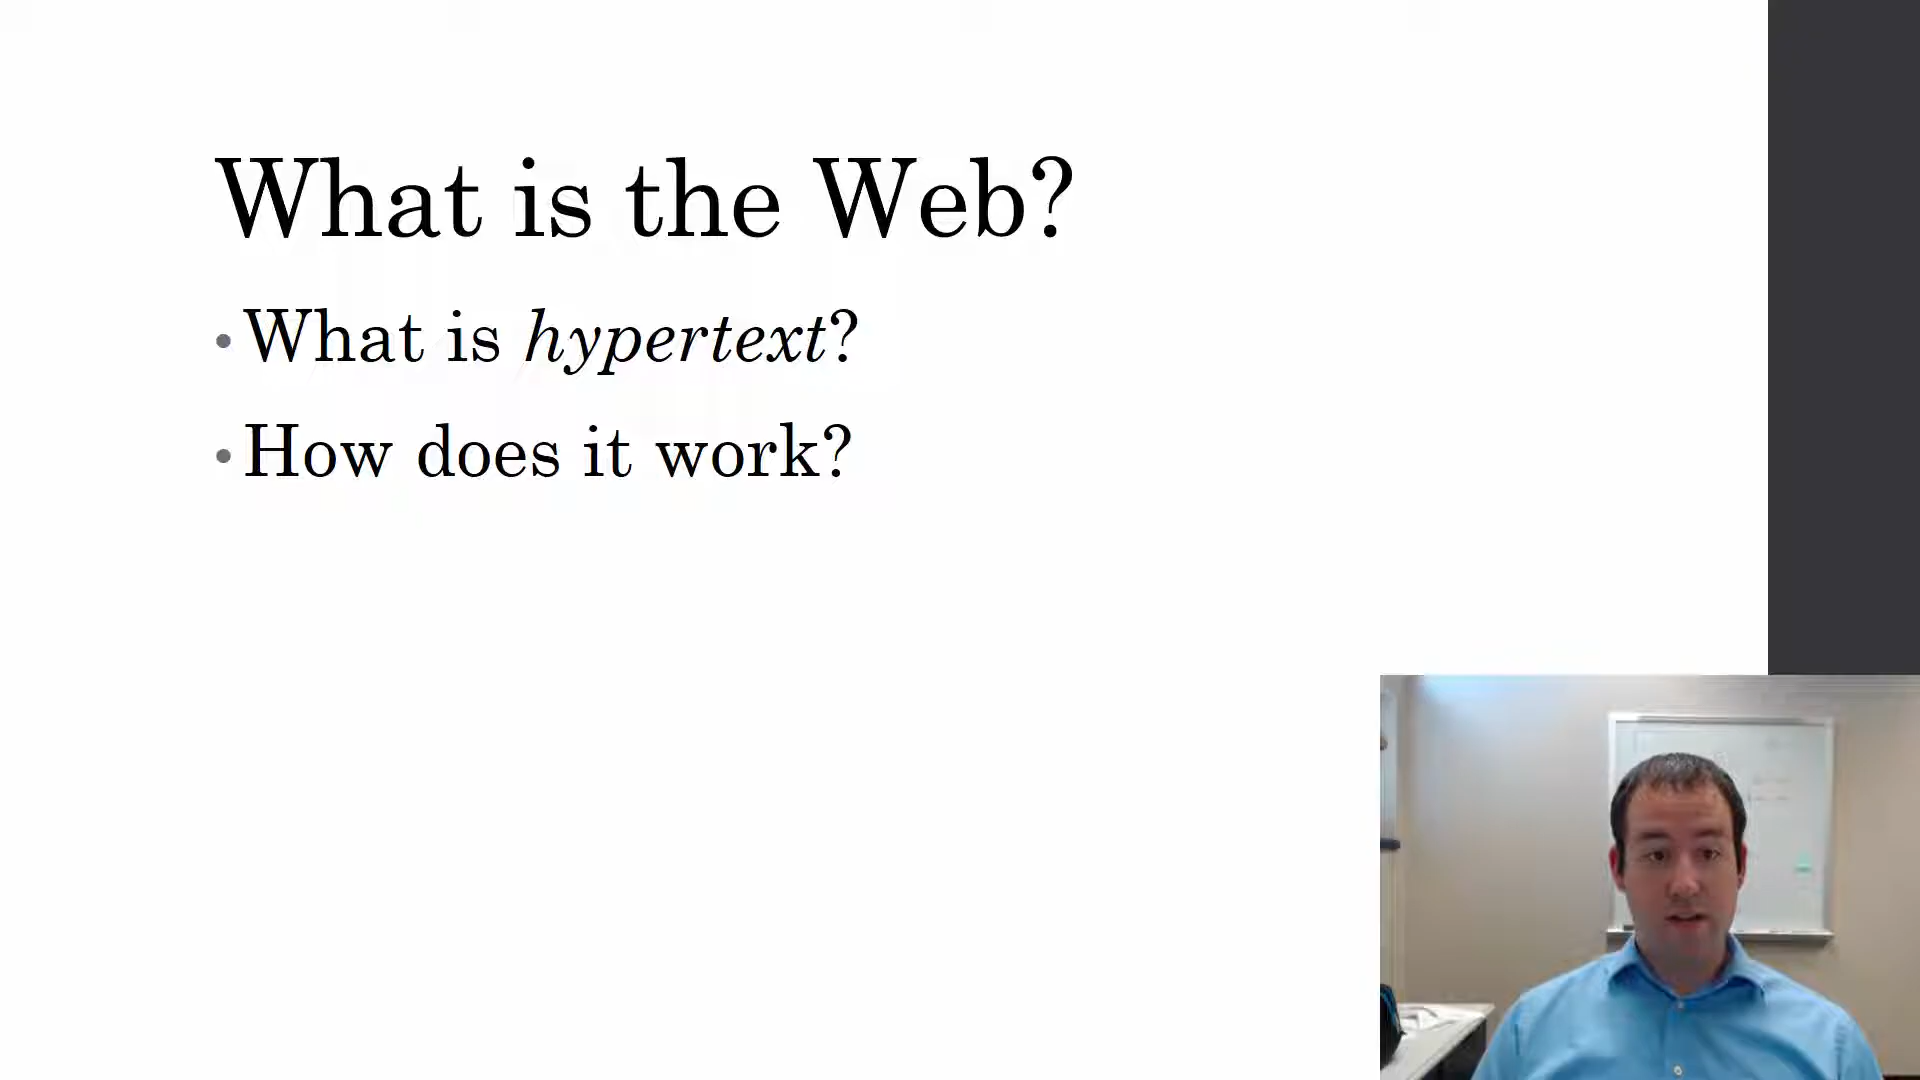 What is the Web?
• What is hypertext?
• How does it work?